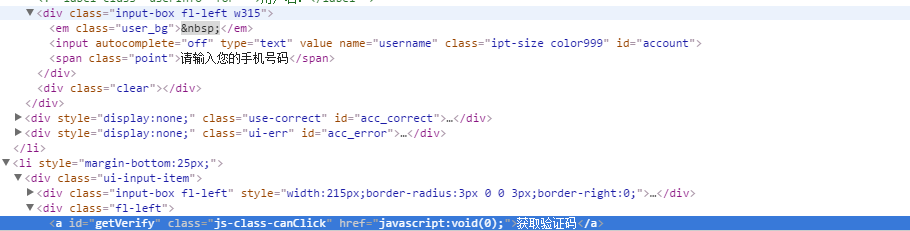 <div class="input-box fl-left w315">
<em class="user_bg">&nbsp;</em>
<input autocomplete="off" type="text" value name="username" class="ipt-size color999" id="account">
<span class="point">请输入您的手机号码</span>
</div>
<div class="clear"></div>
</div>
<div style="display:none;" class="use-correct" id="acc_correct">…</div>
<div style="display:none;" class="ui-err" id="acc_error">…</div>
</li>
<li style="margin-bottom:25px;">
<div class="ui-input-item">
<div class="input-box fl-left" style="width:215px;border-radius:3px 0 0 3px;border-right:0;">…</div>
<div class="fl-left">
<a id="getVerify" class="js-class-canClick" href="javascript:void(0);">获取验证码</a>